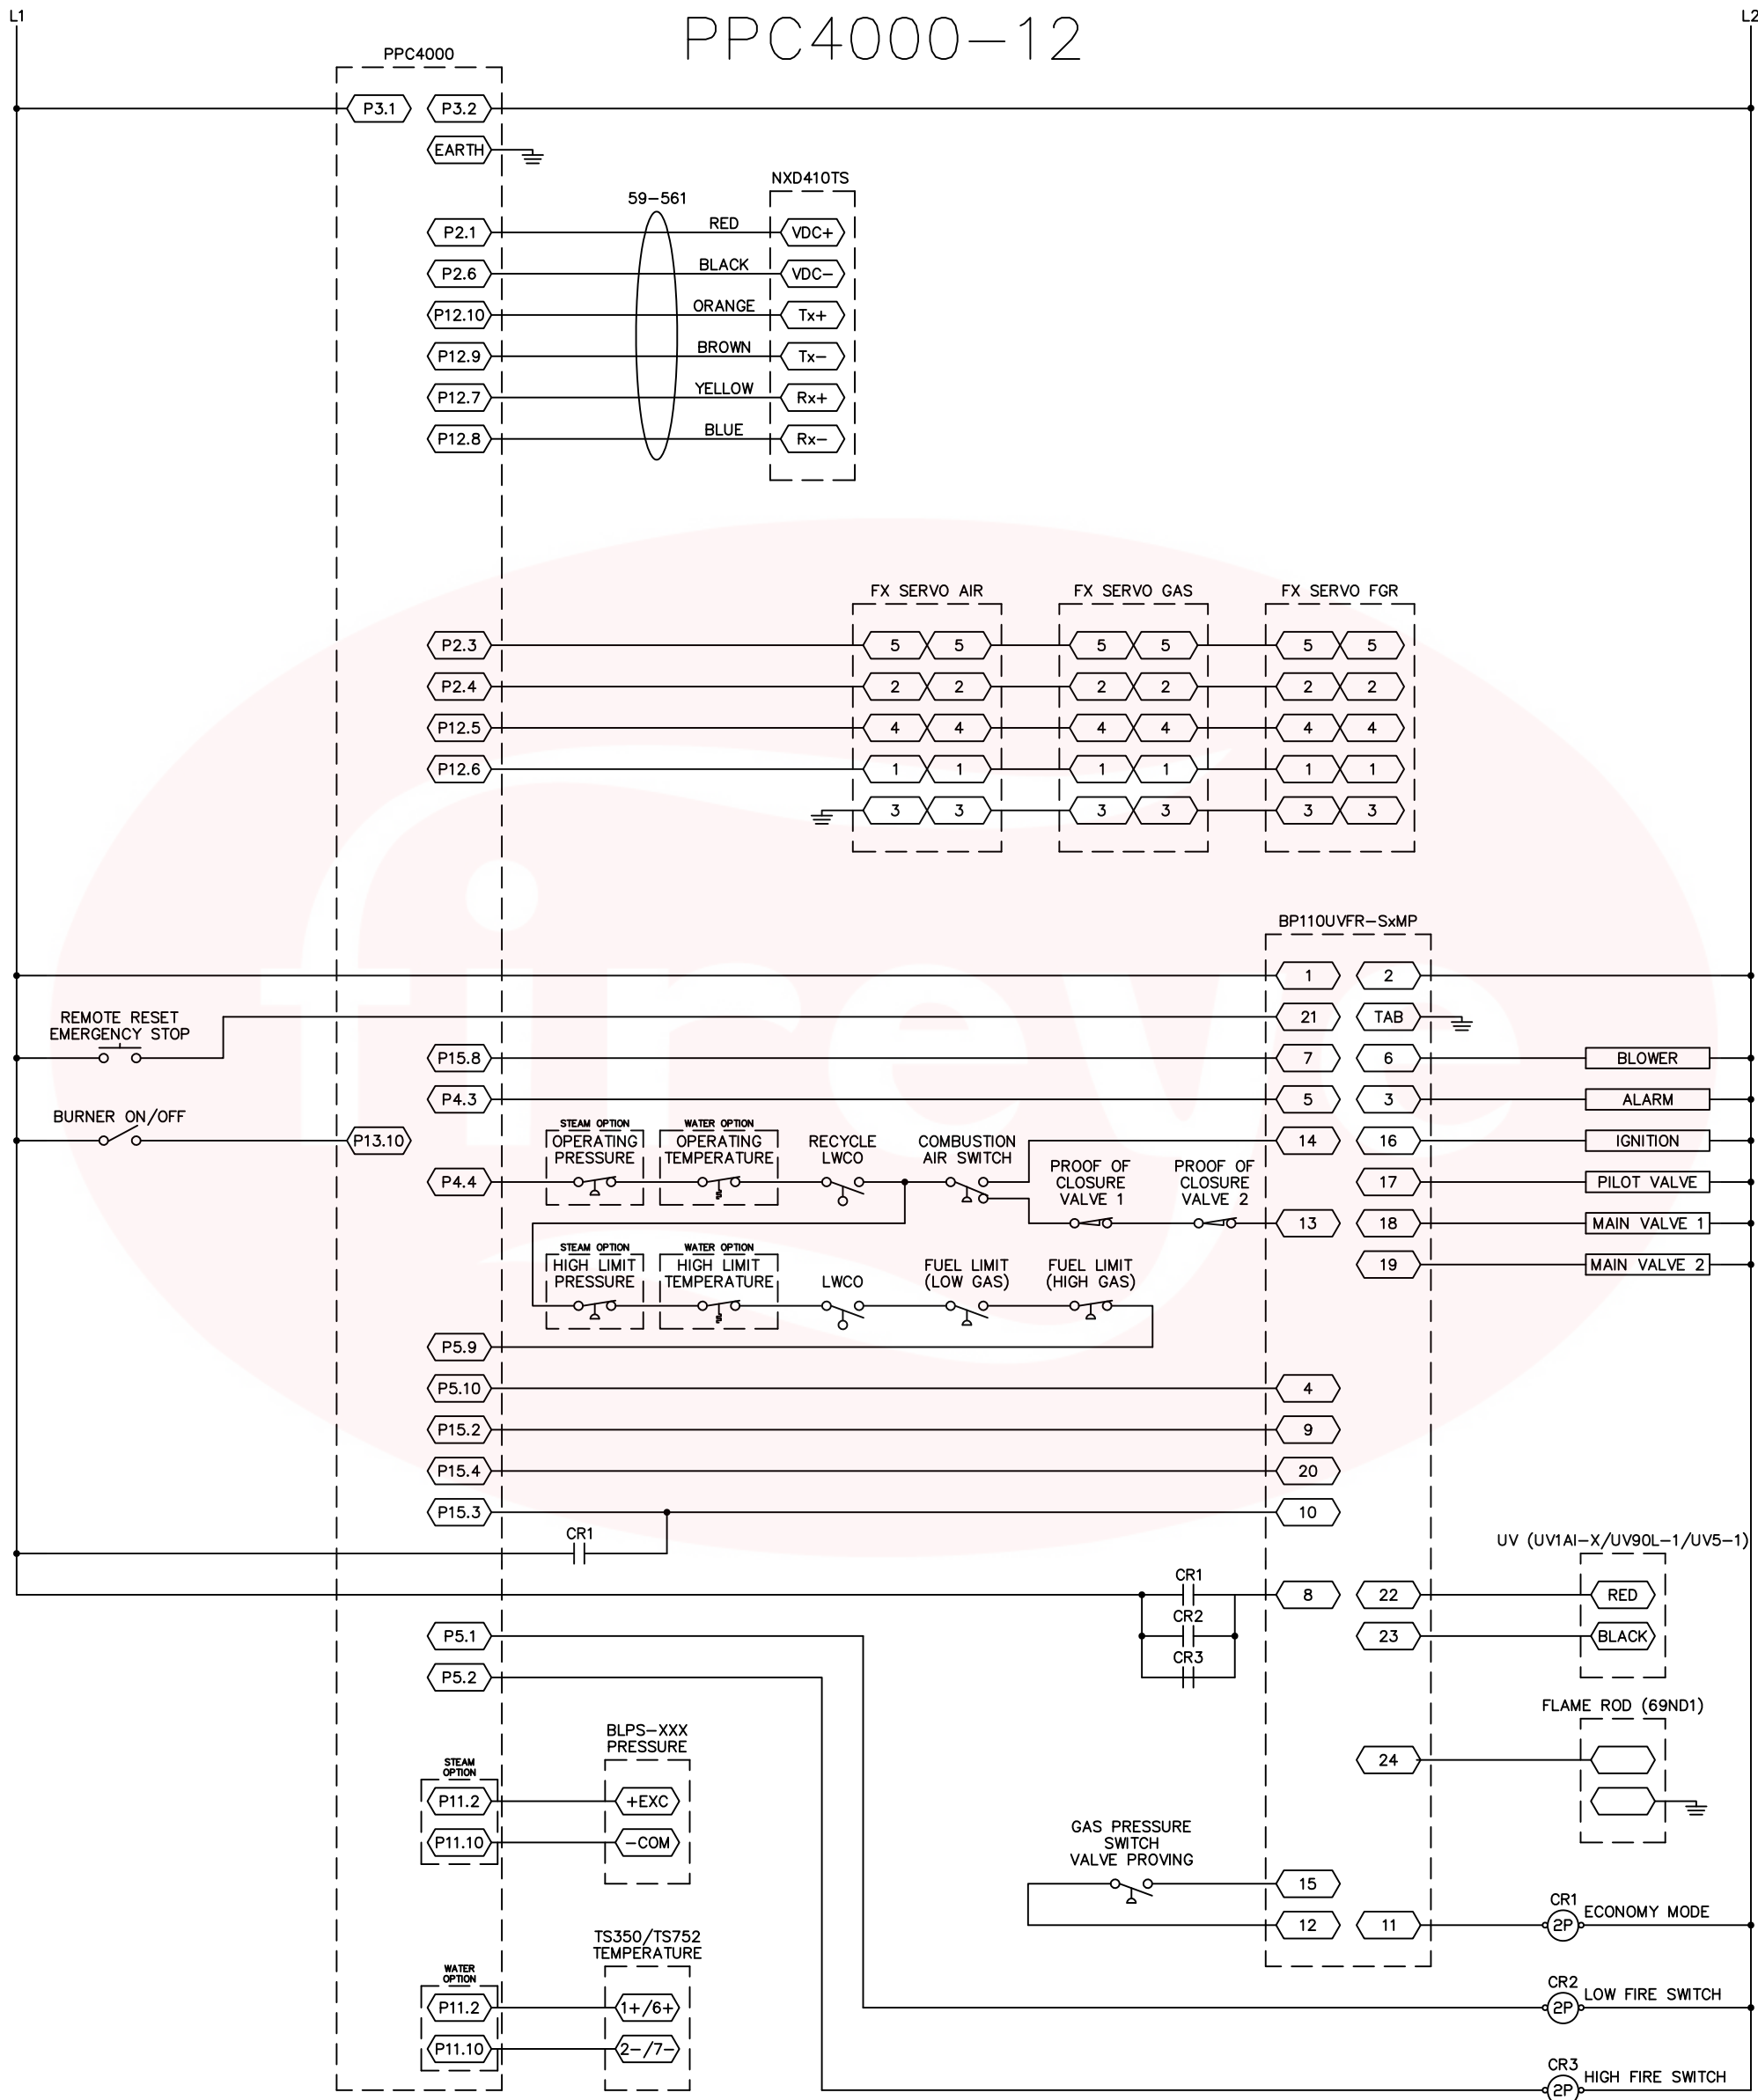 L1
PPC4000-12
L2
PPC4000
P3.1
P3.2
EARTH
NXD410TS
59-561
P2.1
RED
VDC+
P2.6
BLACK
VDC-
P12.10
ORANGE
Tx+
P12.9
BROWN
Tx-
P12.7
YELLOW
Rx+
P12.8
BLUE
Rx-
FX SERVO AIR
FX SERVO GAS
FX SERVO FGR
P2.3
5 5 5 5 5 5
P2.4
2 2 2 2 2 2
P12.5
4 4 4 4 4 4
P12.6
1 1 1 1 1 1
3 3 3 3 3 3
fireye
BP110UVFR-SxMP
1
2
REMOTE RESET
EMERGENCY STOP
21
TAB
P15.8
7
6
BLOWER
P4.3
5
3
ALARM
BURNER ON/OFF
P13.10
STEAM OPTION
OPERATING
PRESSURE
WATER OPTION
OPERATING
TEMPERATURE
RECYCLE
LWCO
COMBUSTION
AIR SWITCH
14
16
IGNITION
P4.4
PROOF OF
CLOSURE
VALVE 1
PROOF OF
CLOSURE
VALVE 2
17
PILOT VALVE
13
18
MAIN VALVE 1
STEAM OPTION
HIGH LIMIT
PRESSURE
WATER OPTION
HIGH LIMIT
TEMPERATURE
LWCO
FUEL LIMIT
(LOW GAS)
FUEL LIMIT
(HIGH GAS)
19
MAIN VALVE 2
P5.9
P5.10
4
P15.2
9
P15.4
20
P15.3
10
CR1
UV (UV1AI-X/UV90L-1/UV5-1)
CR1
8
22
RED
P5.1
CR2
23
BLACK
P5.2
CR3
FLAME ROD (69ND1)
BLPS-XXX
PRESSURE
24
STEAM
OPTION
P11.2
+EXC
P11.10
-COM
GAS PRESSURE
SWITCH
VALVE PROVING
15
12
11
CR1
2P
ECONOMY MODE
TS350/TS752
TEMPERATURE
WATER
OPTION
P11.2
1+/6+
CR2
2P
LOW FIRE SWITCH
P11.10
2-/7-
CR3
2P
HIGH FIRE SWITCH